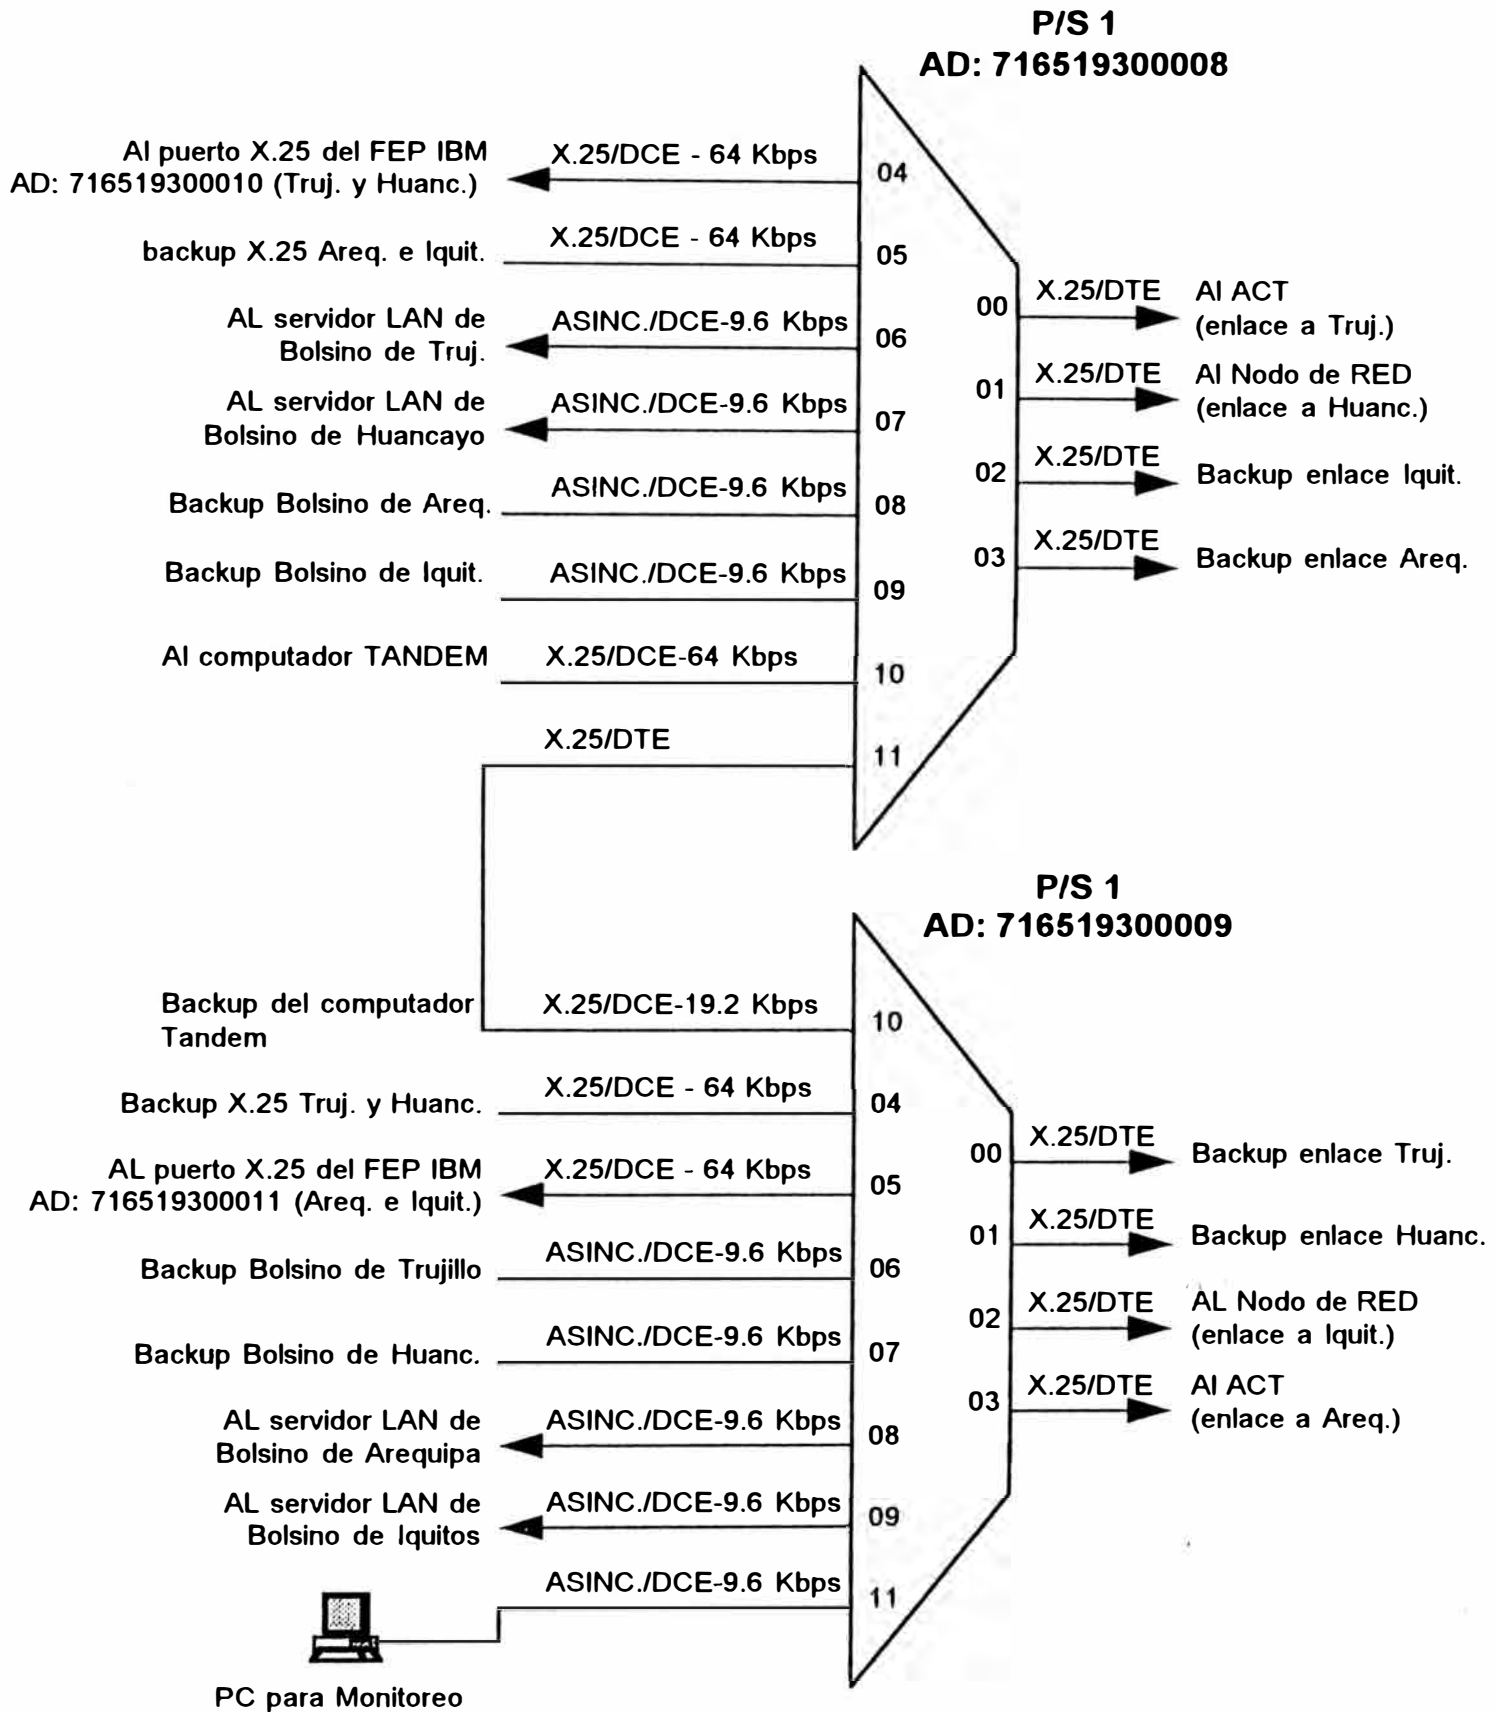 P/S 1
AD: 716519300008
Al puerto X.25 del FEP IBM
AD: 716519300010 (Truj. y Huanc.)
X.25/DCE - 64 Kbps
04
backup X.25 Areq. e Iquit.
X.25/DCE - 64 Kbps
05
AL servidor LAN de
Bolsino de Truj.
ASINC./DCE-9.6 Kbps
06
AL servidor LAN de
Bolsino de Huancayo
ASINC./DCE-9.6 Kbps
07
Backup Bolsino de Areq.
ASINC./DCE-9.6 Kbps
08
Backup Bolsino de Iquit.
ASINC./DCE-9.6 Kbps
09
Al computador TANDEM
X.25/DCE-64 Kbps
10
X.25/DTE
11
00
X.25/DTE
Al ACT
(enlace a Truj.)
01
X.25/DTE
Al Nodo de RED
(enlace a Huanc.)
02
X.25/DTE
Backup enlace Iquit.
03
X.25/DTE
Backup enlace Areq.
P/S 1
AD: 716519300009
Backup del computador
Tandem
X.25/DCE-19.2 Kbps
10
Backup X.25 Truj. y Huanc.
X.25/DCE - 64 Kbps
04
AL puerto X.25 del FEP IBM
AD: 716519300011 (Areq. e Iquit.)
X.25/DCE - 64 Kbps
05
Backup Bolsino de Trujillo
ASINC./DCE-9.6 Kbps
06
Backup Bolsino de Huanc.
ASINC./DCE-9.6 Kbps
07
AL servidor LAN de
Bolsino de Arequipa
ASINC./DCE-9.6 Kbps
08
AL servidor LAN de
Bolsino de Iquitos
ASINC./DCE-9.6 Kbps
09
ASINC./DCE-9.6 Kbps
11
PC para Monitoreo
00
X.25/DTE
Backup enlace Truj.
01
X.25/DTE
Backup enlace Huanc.
02
X.25/DTE
AL Nodo de RED
(enlace a Iquit.)
03
X.25/DTE
Al ACT
(enlace a Areq.)